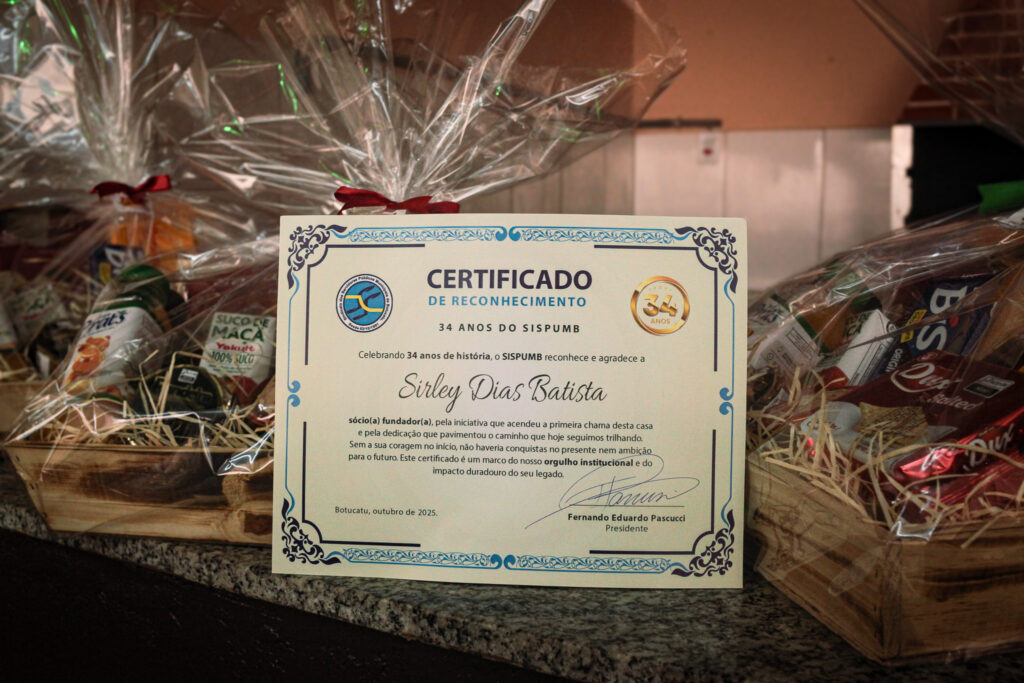 CERTIFICADO
DE RECONHECIMENTO
34 ANOS DO SISPUMB
34
ANOS
Celebrando 34 anos de história, o SISPUMB reconhece e agradece a
Sirley Dias Batista
sócio(a) fundador(a), pela iniciativa que acendeu a primeira chama desta casa
e pela dedicação que pavimentou o caminho que hoje seguimos trilhando.
Sem a sua coragem no início, não haveria conquistas no presente nem ambição
para o futuro. Este certificado é um marco do nosso orgulho institucional e do
impacto duradouro do seu legado.
Botucatu, outubro de 2025.
Fernando Eduardo Pascucci
Presidente
SUCO DE
MAÇÃ
Yakult
100% SUCO
Dux